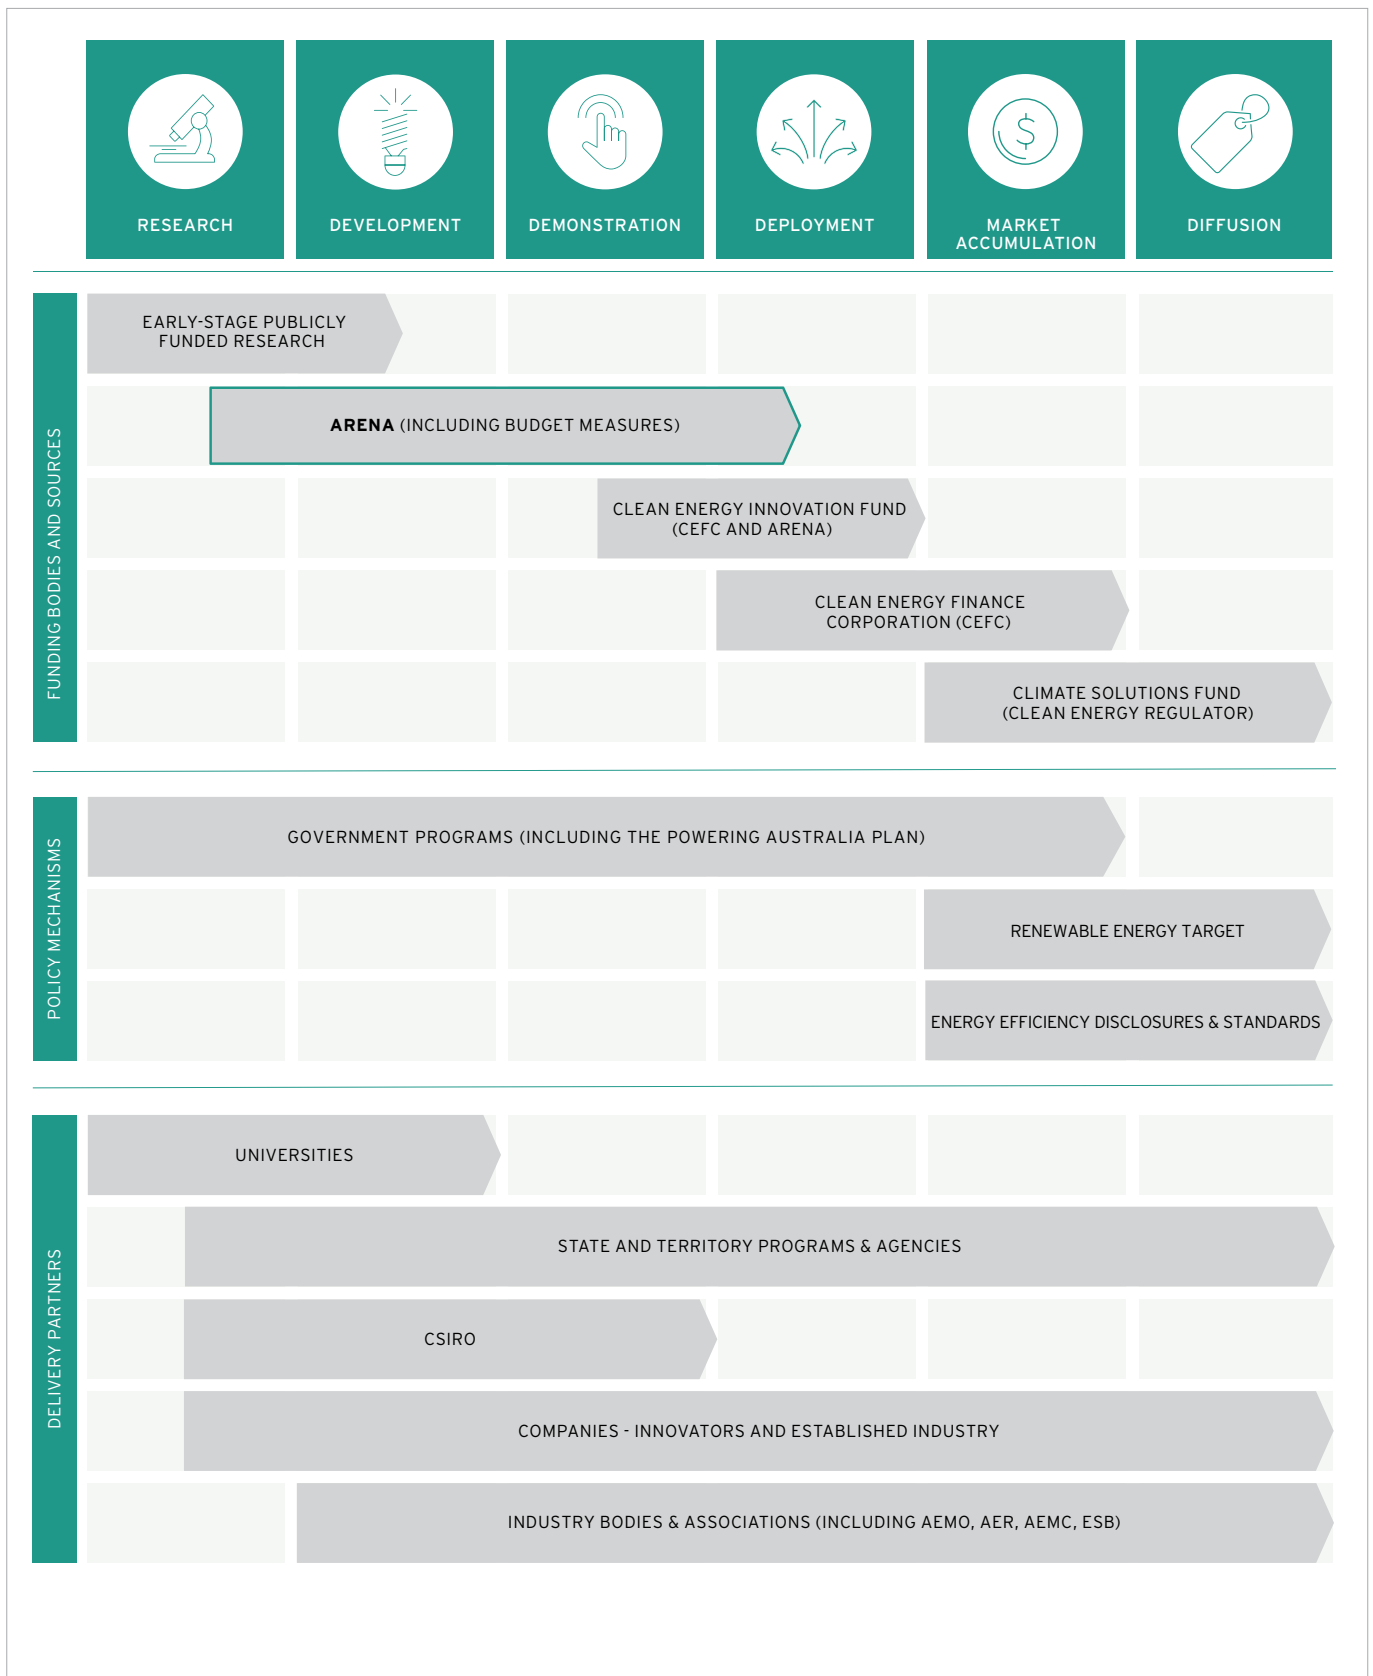 RESEARCH
DEVELOPMENT
DEMONSTRATION
DEPLOYMENT
MARKET
ACCUMULATION
DIFFUSION
FUNDING BODIES AND SOURCES
EARLY-STAGE PUBLICLY
FUNDED RESEARCH
ARENA (INCLUDING BUDGET MEASURES)
CLEAN ENERGY INNOVATION FUND
(CEFC AND ARENA)
CLEAN ENERGY FINANCE
CORPORATION (CEFC)
CLIMATE SOLUTIONS FUND
(CLEAN ENERGY REGULATOR)
POLICY MECHANISMS
GOVERNMENT PROGRAMS (INCLUDING THE POWERING AUSTRALIA PLAN)
RENEWABLE ENERGY TARGET
ENERGY EFFICIENCY DISCLOSURES & STANDARDS
DELIVERY PARTNERS
UNIVERSITIES
STATE AND TERRITORY PROGRAMS & AGENCIES
CSIRO
COMPANIES - INNOVATORS AND ESTABLISHED INDUSTRY
INDUSTRY BODIES & ASSOCIATIONS (INCLUDING AEMO, AER, AEMC, ESB)